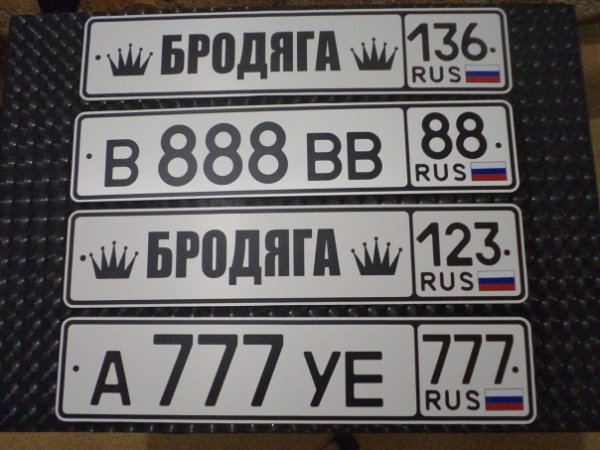 БРОДЯГА 136 RUS
В 888 ВВ 88 RUS
БРОДЯГА 123 RUS
А 777 УЕ 777 RUS